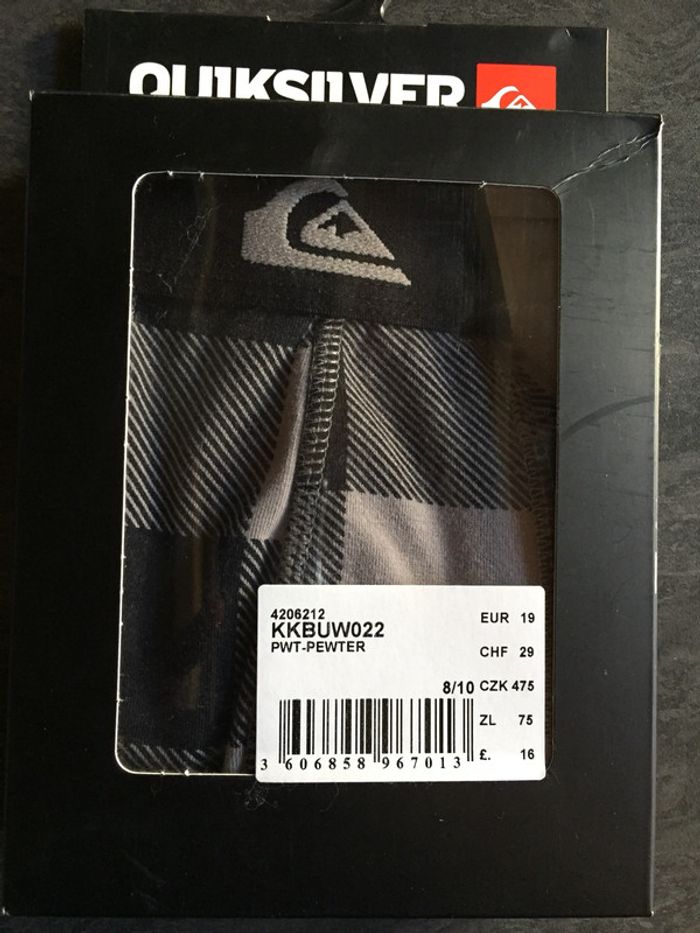 QUIKSILVER
4206212
KKBUW022
PWT-PEWTER
EUR 19
CHF 29
8/10 CZK 475
ZL 75
£. 16
3 606858 967013